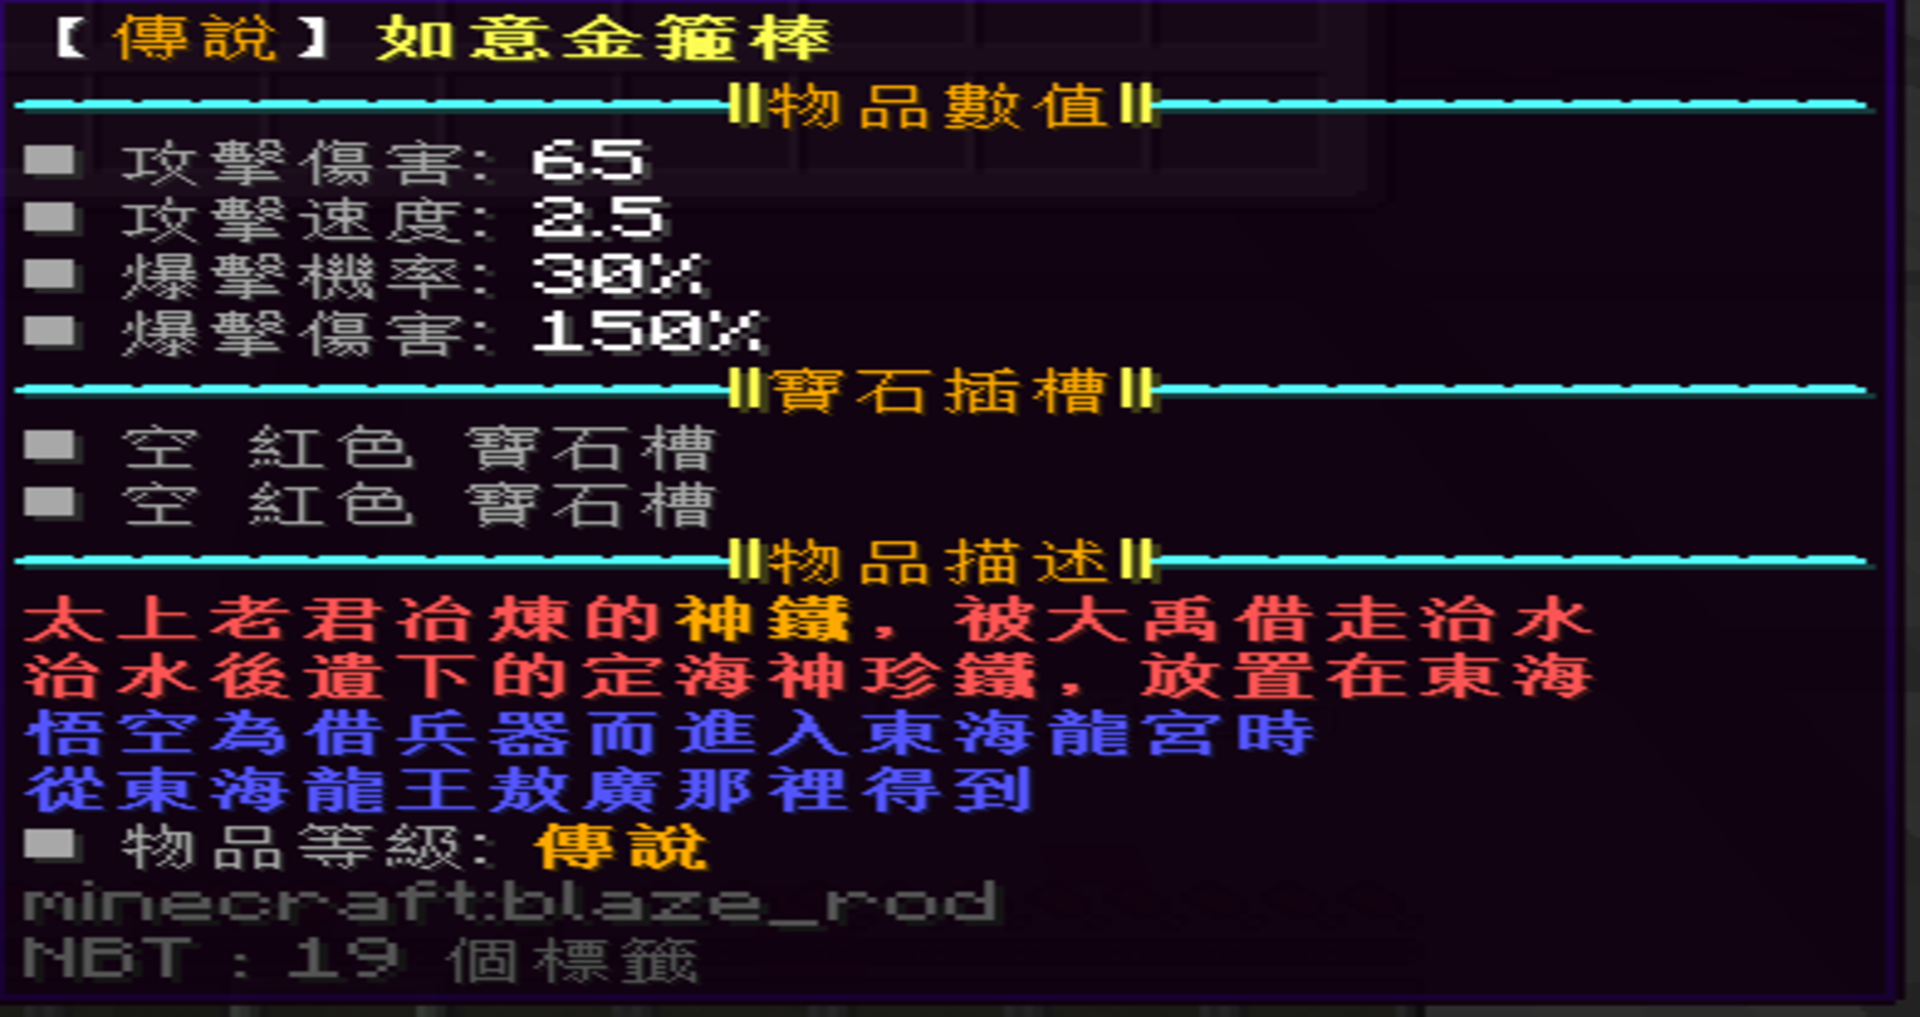 【傳說】如意金箍棒
||物品數值||
■ 攻擊傷害: 65
■ 攻擊速度: 2.5
■ 爆擊機率: 30%
■ 爆擊傷害: 150%
||寶石插槽||
■ 空 紅色 寶石槽
■ 空 紅色 寶石槽
||物品描述||
太上老君冶煉的神鐵，被大禹借走治水
治水後遺下的定海神珍鐵，放置在東海
悟空為借兵器而進入東海龍宮時
從東海龍王敖廣那裡得到
■ 物品等級: 傳說
minecraft:blaze_rod
NBT：19 個標籤